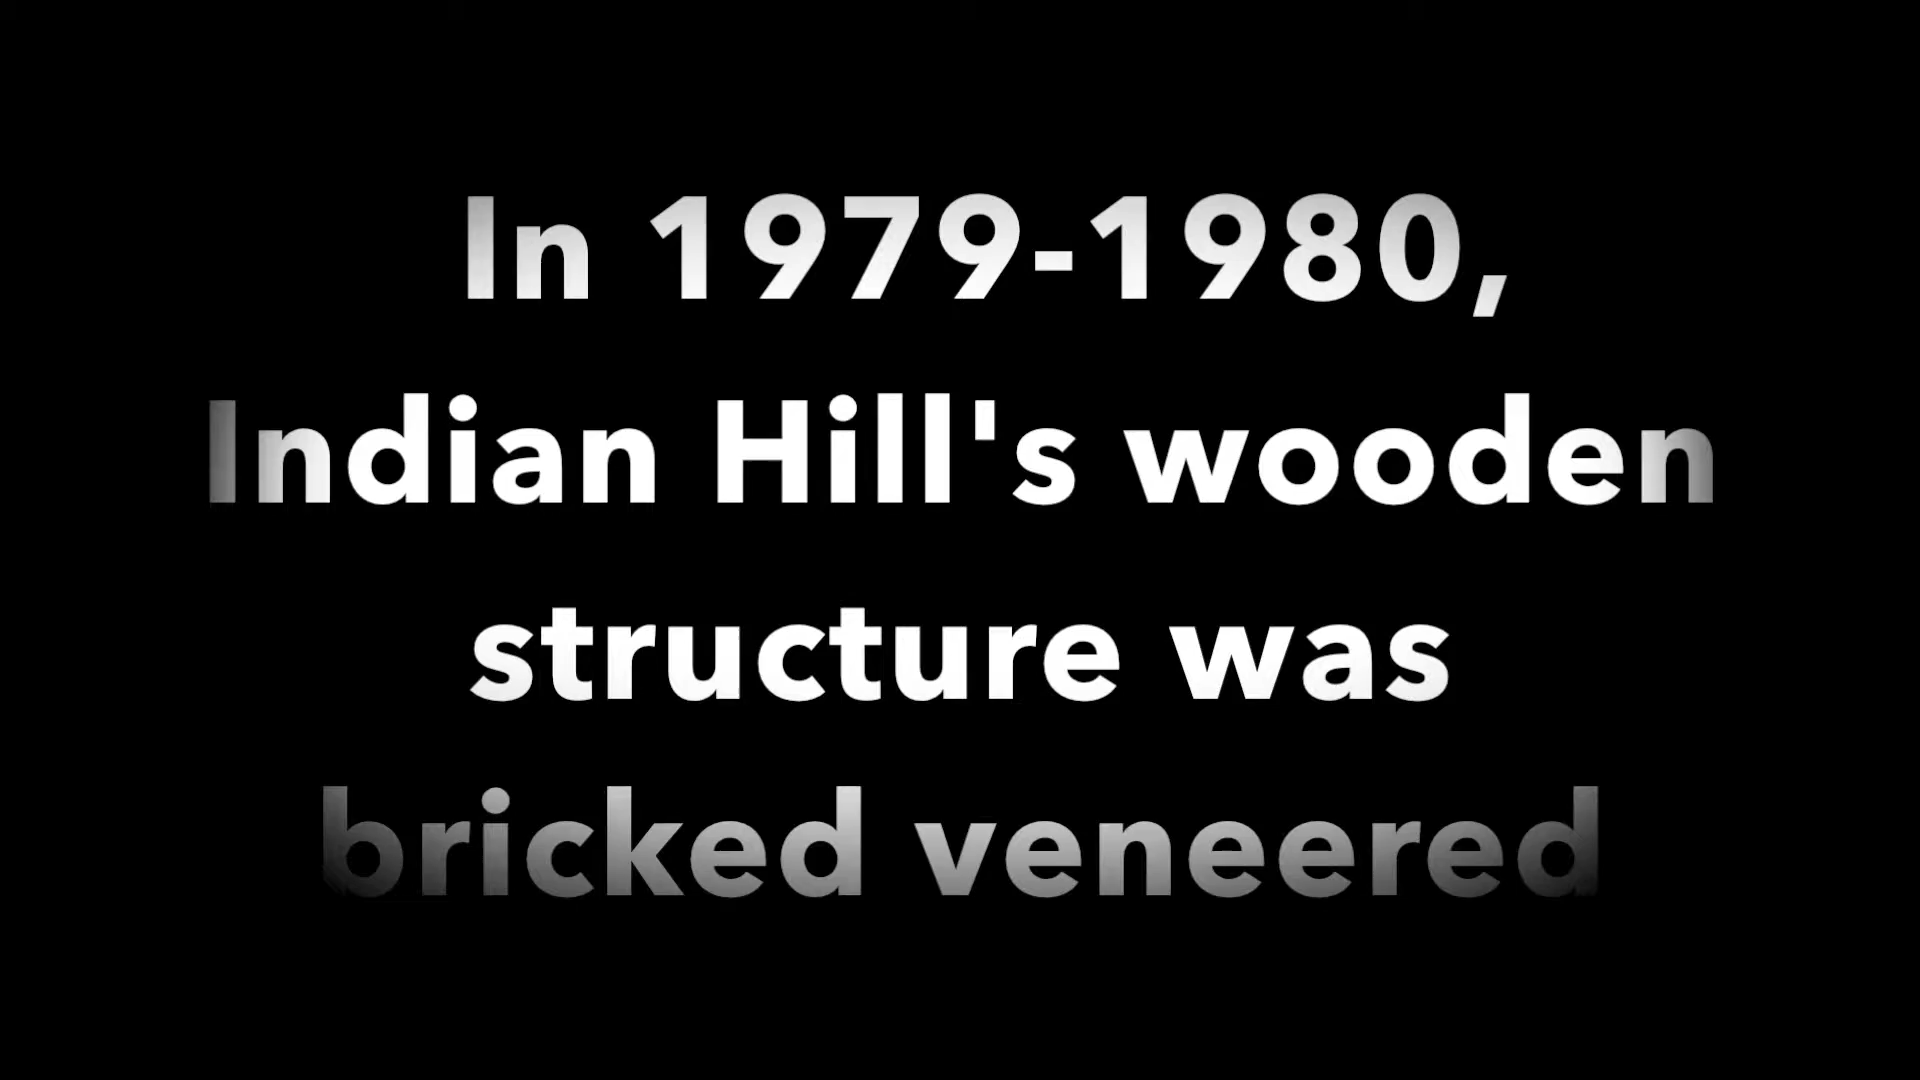 In 1979-1980,
Indian Hill's wooden
structure was
bricked veneered